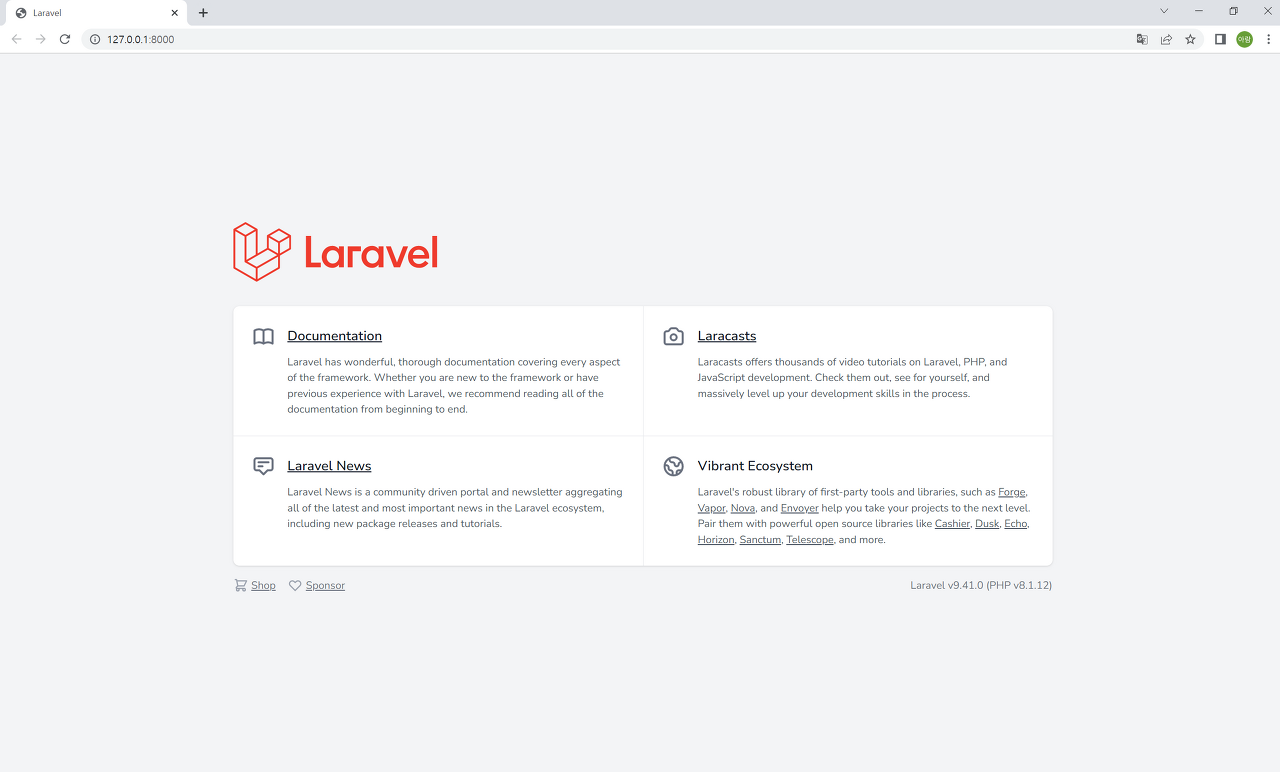 Laravel
127.0.0.1:8000
아람
Laravel
Documentation
Laravel has wonderful, thorough documentation covering every aspect
of the framework. Whether you are new to the framework or have
previous experience with Laravel, we recommend reading all of the
documentation from beginning to end.
Laracasts
Laracasts offers thousands of video tutorials on Laravel, PHP, and
JavaScript development. Check them out, see for yourself, and
massively level up your development skills in the process.
Laravel News
Laravel News is a community driven portal and newsletter aggregating
all of the latest and most important news in the Laravel ecosystem,
including new package releases and tutorials.
Vibrant Ecosystem
Laravel's robust library of first-party tools and libraries, such as Forge,
Vapor, Nova, and Envoyer help you take your projects to the next level.
Pair them with powerful open source libraries like Cashier, Dusk, Echo,
Horizon, Sanctum, Telescope, and more.
Shop
Sponsor
Laravel v9.41.0 (PHP v8.1.12)